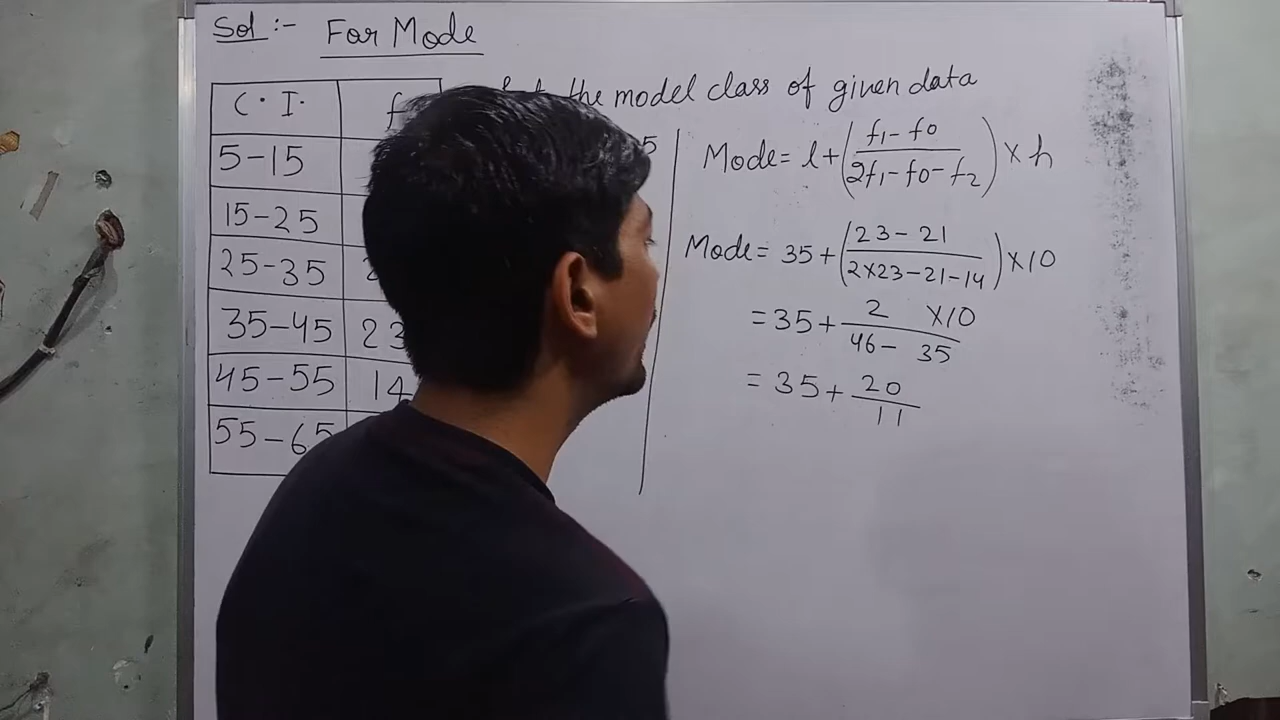 Sol :- For Mode
C. I. f
5-15
15-25
25-35
35-45 23
45-55 14
55-65
the model class of given data
5
Mode = l + (f1 - f0 / 2f1 - f0 - f2) × h
Mode = 35 + (23 - 21 / 2×23 - 21 - 14) ×10
= 35 + 2 ×10 / 46 - 35
= 35 + 20 / 11